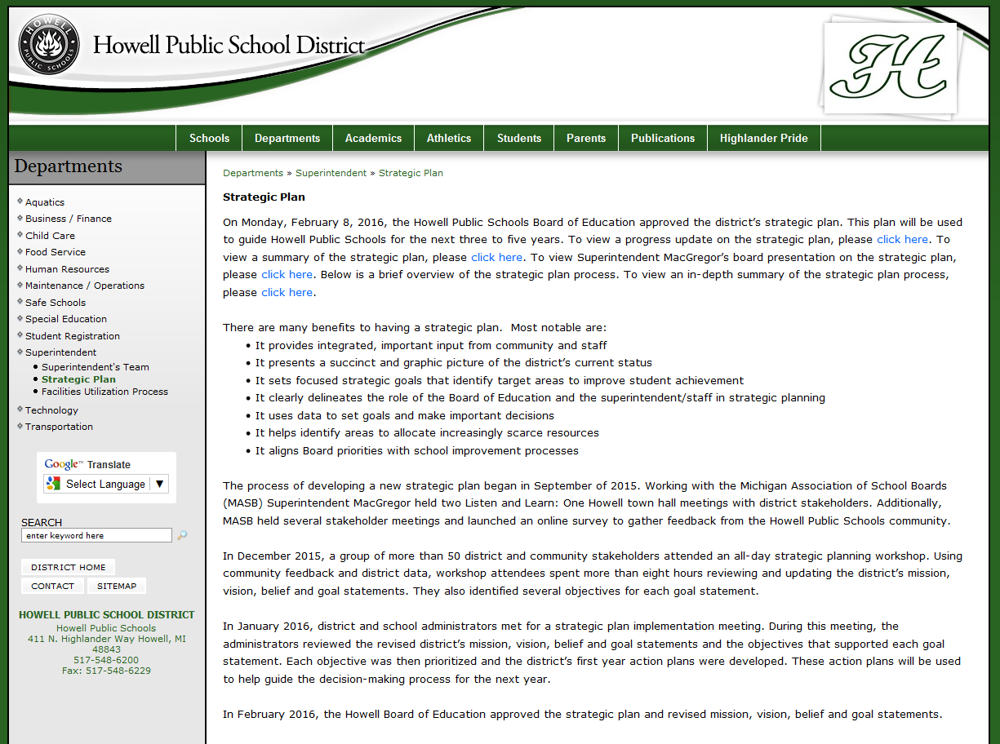 HOWELL
PUBLIC SCHOOLS
Howell Public School District
H
Schools
Departments
Academics
Athletics
Students
Parents
Publications
Highlander Pride
Departments
Aquatics
Business / Finance
Child Care
Food Service
Human Resources
Maintenance / Operations
Safe Schools
Special Education
Student Registration
Superintendent
Superintendent's Team
Strategic Plan
Facilities Utilization Process
Technology
Transportation
Google™ Translate
Select Language ▼
SEARCH
enter keyword here
DISTRICT HOME
CONTACT
SITEMAP
HOWELL PUBLIC SCHOOL DISTRICT
Howell Public Schools
411 N. Highlander Way Howell, MI
48843
517-548-6200
Fax: 517-548-6229
Departments » Superintendent » Strategic Plan
Strategic Plan
On Monday, February 8, 2016, the Howell Public Schools Board of Education approved the district’s strategic plan. This plan will be used
to guide Howell Public Schools for the next three to five years. To view a progress update on the strategic plan, please click here. To
view a summary of the strategic plan, please click here. To view Superintendent MacGregor’s board presentation on the strategic plan,
please click here. Below is a brief overview of the strategic plan process. To view an in-depth summary of the strategic plan process,
please click here.
There are many benefits to having a strategic plan.  Most notable are:
• It provides integrated, important input from community and staff
• It presents a succinct and graphic picture of the district’s current status
• It sets focused strategic goals that identify target areas to improve student achievement
• It clearly delineates the role of the Board of Education and the superintendent/staff in strategic planning
• It uses data to set goals and make important decisions
• It helps identify areas to allocate increasingly scarce resources
• It aligns Board priorities with school improvement processes
The process of developing a new strategic plan began in September of 2015. Working with the Michigan Association of School Boards
(MASB) Superintendent MacGregor held two Listen and Learn: One Howell town hall meetings with district stakeholders. Additionally,
MASB held several stakeholder meetings and launched an online survey to gather feedback from the Howell Public Schools community.
In December 2015, a group of more than 50 district and community stakeholders attended an all-day strategic planning workshop. Using
community feedback and district data, workshop attendees spent more than eight hours reviewing and updating the district’s mission,
vision, belief and goal statements. They also identified several objectives for each goal statement.
In January 2016, district and school administrators met for a strategic plan implementation meeting. During this meeting, the
administrators reviewed the revised district’s mission, vision, belief and goal statements and the objectives that supported each goal
statement. Each objective was then prioritized and the district’s first year action plans were developed. These action plans will be used
to help guide the decision-making process for the next year.
In February 2016, the Howell Board of Education approved the strategic plan and revised mission, vision, belief and goal statements.